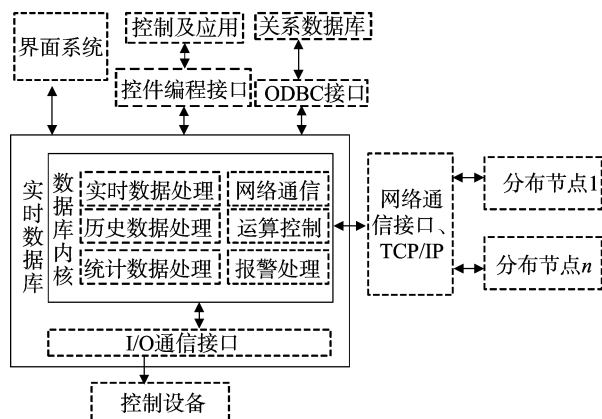 界面系统
控制及应用
关系数据库
控件编程接口
ODBC接口
实时数据库
数据库内核
实时数据处理
网络通信
历史数据处理
运算控制
统计数据处理
报警处理
I/O通信接口
控制设备
网络通
信接口、
TCP/IP
分布节点1
分布节点n